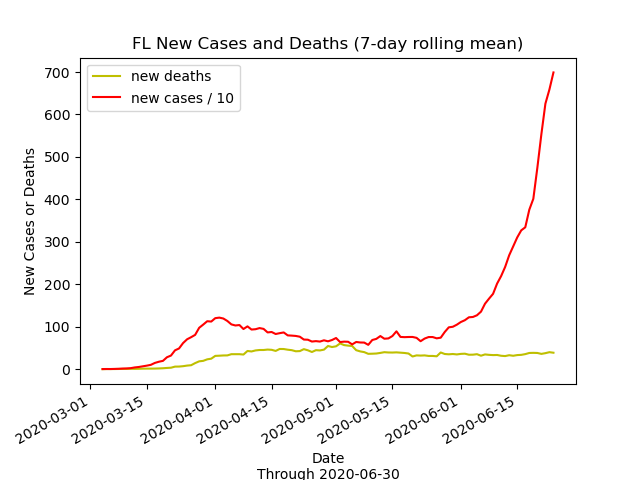 FL New Cases and Deaths (7-day rolling mean)
new deaths
new cases / 10
New Cases or Deaths
700
600
500
400
300
200
100
0
2020-03-01
2020-03-15
2020-04-01
2020-04-15
2020-05-01
2020-05-15
2020-06-01
2020-06-15
Date
Through 2020-06-30